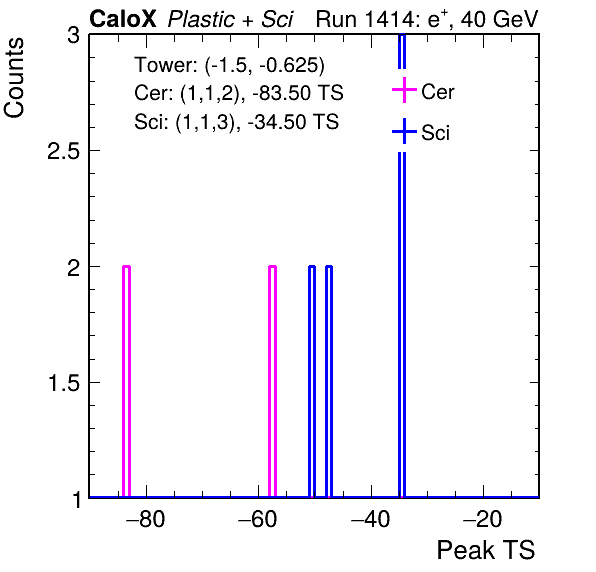 CaloX Plastic + Sci Run 1414: e+, 40 GeV
Counts
3
2.5
2
1.5
1
Tower: (-1.5, -0.625)
Cer: (1,1,2), -83.50 TS
Sci: (1,1,3), -34.50 TS
Cer
Sci
−80 −60 −40 −20
Peak TS